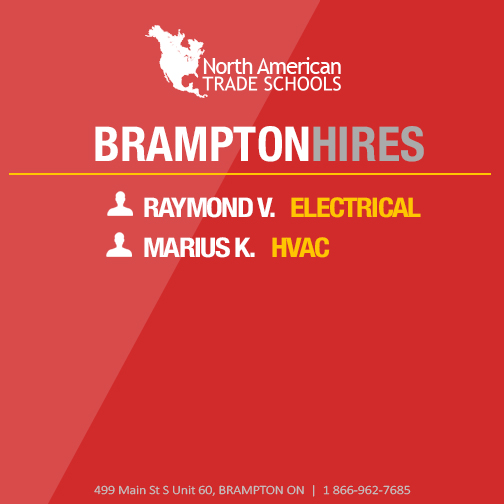 North American
TRADE SCHOOLS
BRAMPTONHIRES
RAYMOND V. ELECTRICAL
MARIUS K. HVAC
499 Main St S Unit 60, BRAMPTON ON | 1 866-962-7685